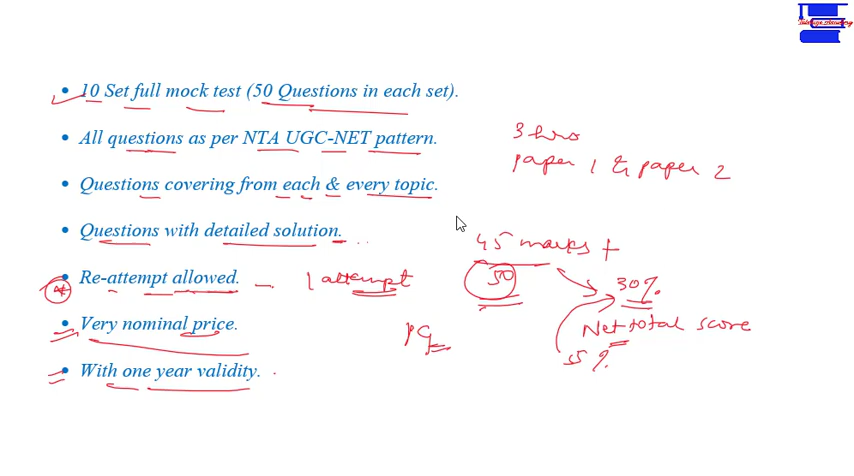 • 10 Set full mock test (50 Questions in each set).
• All questions as per NTA UGC-NET pattern.
• Questions covering from each & every topic.
• Questions with detailed solution.
• Re-attempt allowed.
• Very nominal price.
• With one year validity.
3 hrs
paper 1 & paper 2
45 marks +
50
1 attempt
30%
Net total score
PG